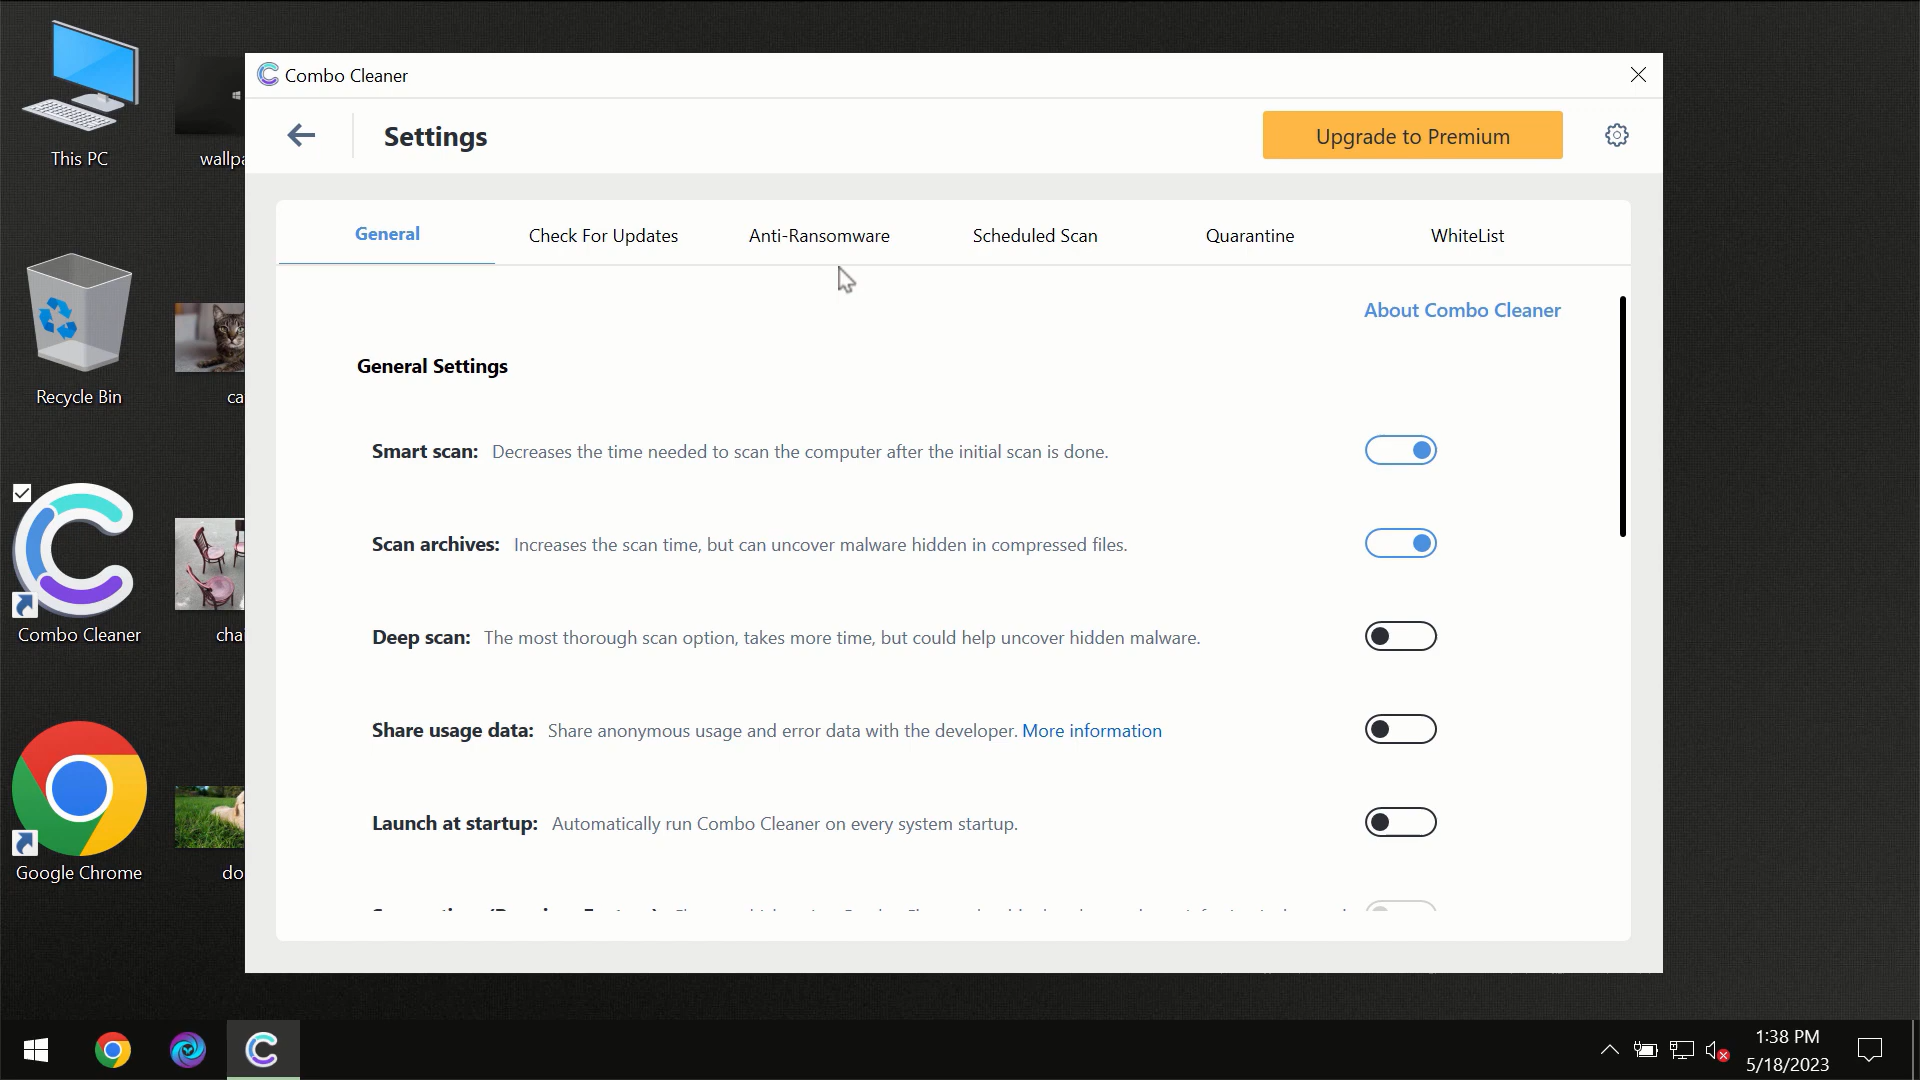 Combo Cleaner
Settings
Upgrade to Premium
General
Check For Updates
Anti-Ransomware
Scheduled Scan
Quarantine
WhiteList
About Combo Cleaner
General Settings
Smart scan: Decreases the time needed to scan the computer after the initial scan is done.
Scan archives: Increases the scan time, but can uncover malware hidden in compressed files.
Deep scan: The most thorough scan option, takes more time, but could help uncover hidden malware.
Share usage data: Share anonymous usage and error data with the developer. More information
Launch at startup: Automatically run Combo Cleaner on every system startup.
This PC
wallpa
Recycle Bin
ca
Combo Cleaner
chai
Google Chrome
do
1:38 PM
5/18/2023